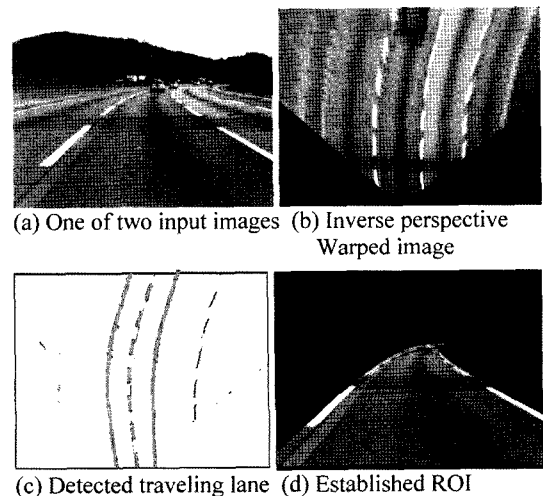 (a) One of two input images
(b) Inverse perspective
Warped image
(c) Detected traveling lane
(d) Established ROI